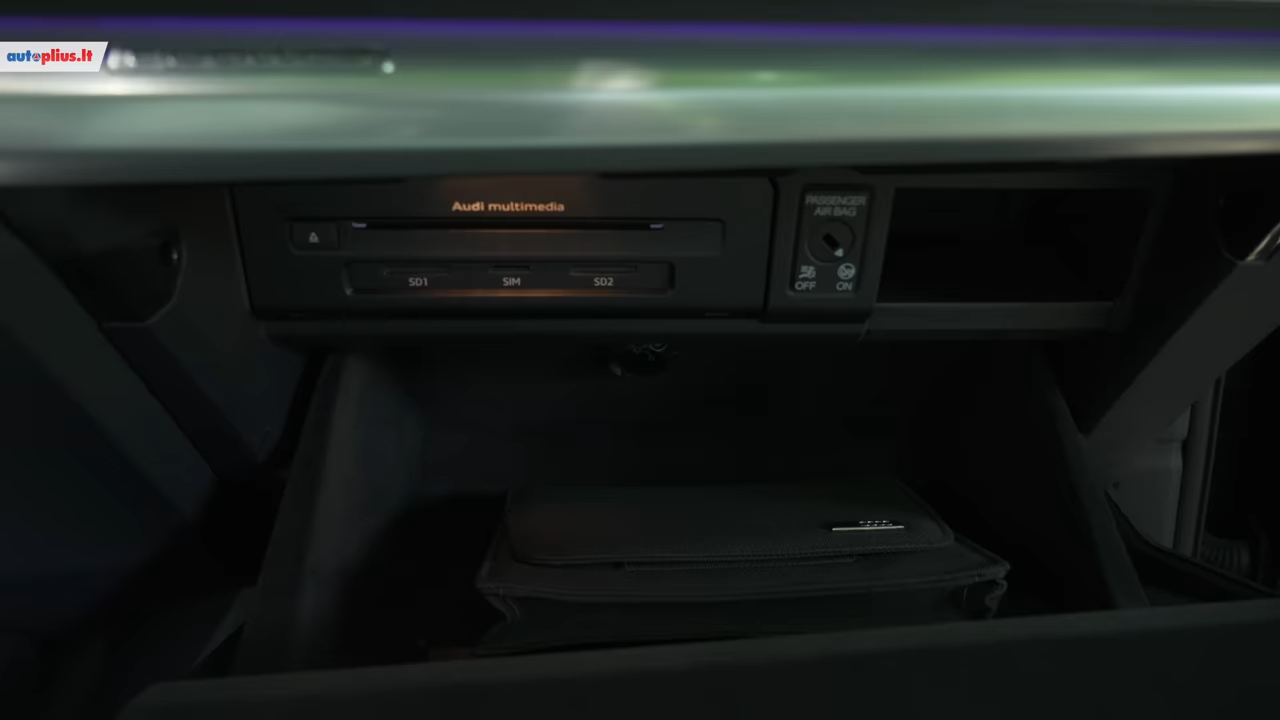 autoplius.lt
Audi multimedia
SD1 SIM SD2
PASSENGER
AIR BAG
OFF ON